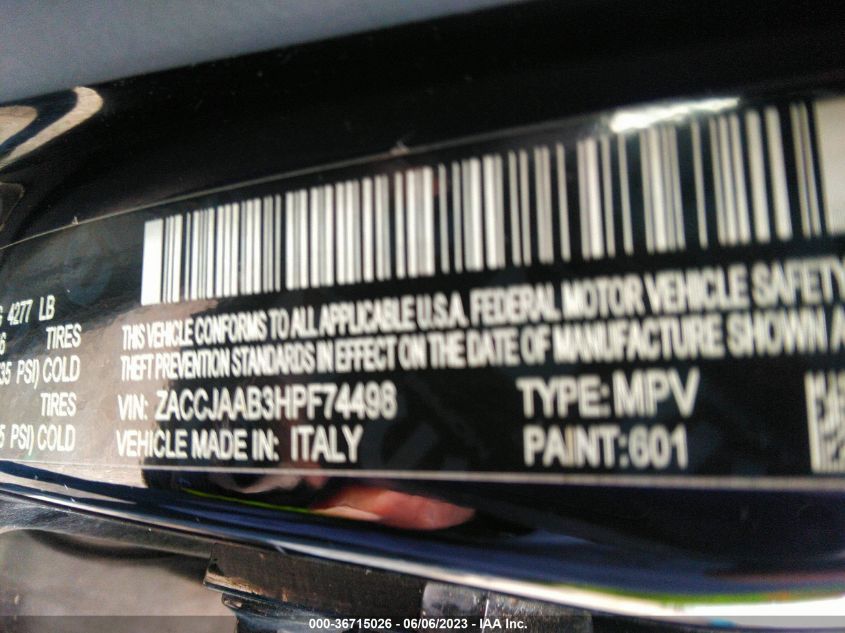 G 4277 LB
6 TIRES
35 PSI) COLD
TIRES
5 PSI) COLD
THIS VEHICLE CONFORMS TO ALL APPLICABLE U.S.A. FEDERAL MOTOR VEHICLE SAFETY
THEFT PREVENTION STANDARDS IN EFFECT ON THE DATE OF MANUFACTURE SHOWN A
VIN: ZACCJAAB3HPF74498 TYPE: MPV
VEHICLE MADE IN: ITALY PAINT: 601
000-36715026 - 06/06/2023 - IAA Inc.